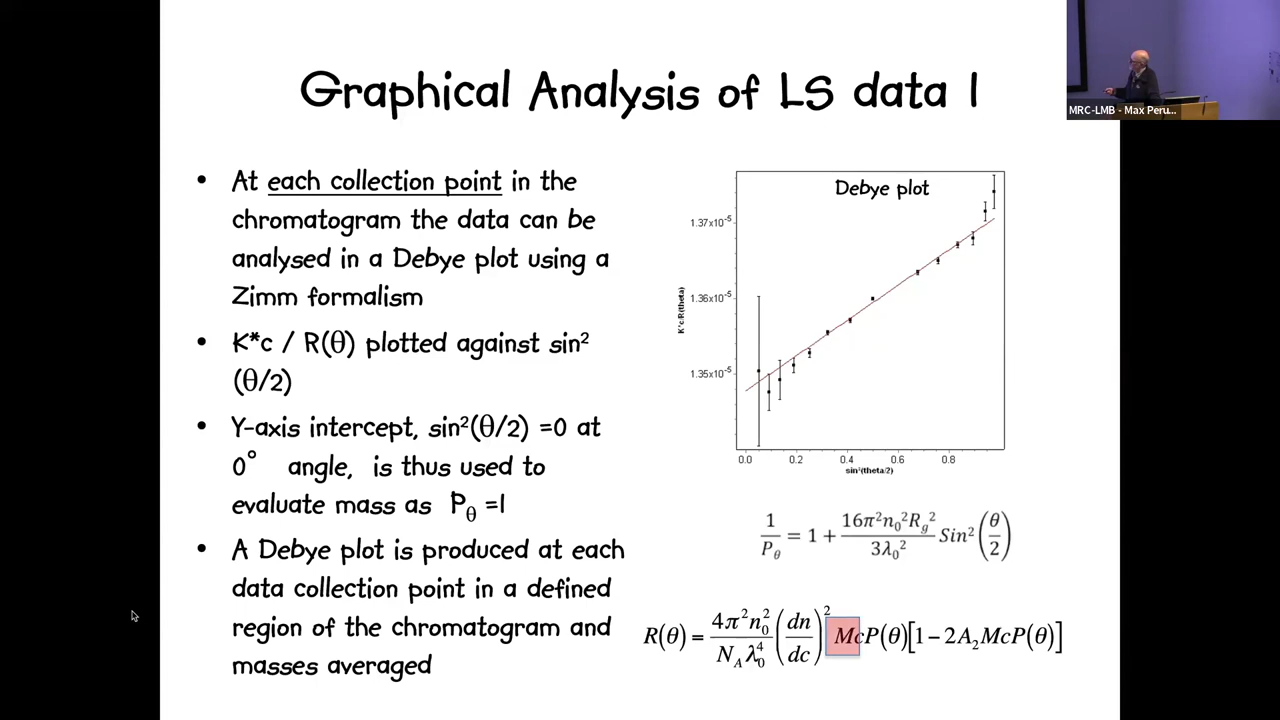 Graphical Analysis of LS data I
MRC-LMB - Max Peru...
• At each collection point in the
chromatogram the data can be
analysed in a Debye plot using a
Zimm formalism
• K*c / R(θ) plotted against sin²
(θ/2)
• Y-axis intercept, sin²(θ/2) =0 at
0° angle, is thus used to
evaluate mass as Pθ =1
• A Debye plot is produced at each
data collection point in a defined
region of the chromatogram and
masses averaged
Debye plot
1.37x10⁻⁵
1.36x10⁻⁵
1.35x10⁻⁵
K*c/R(theta)
0.0 0.2 0.4 0.6 0.8
sin²(theta/2)
1/Pθ = 1 + 16π²n₀²Rg²/3λ₀² Sin²(θ/2)
R(θ) = 4π²n₀²/N_Aλ₀⁴ (dn/dc)² McP(θ)[1 − 2A₂McP(θ)]